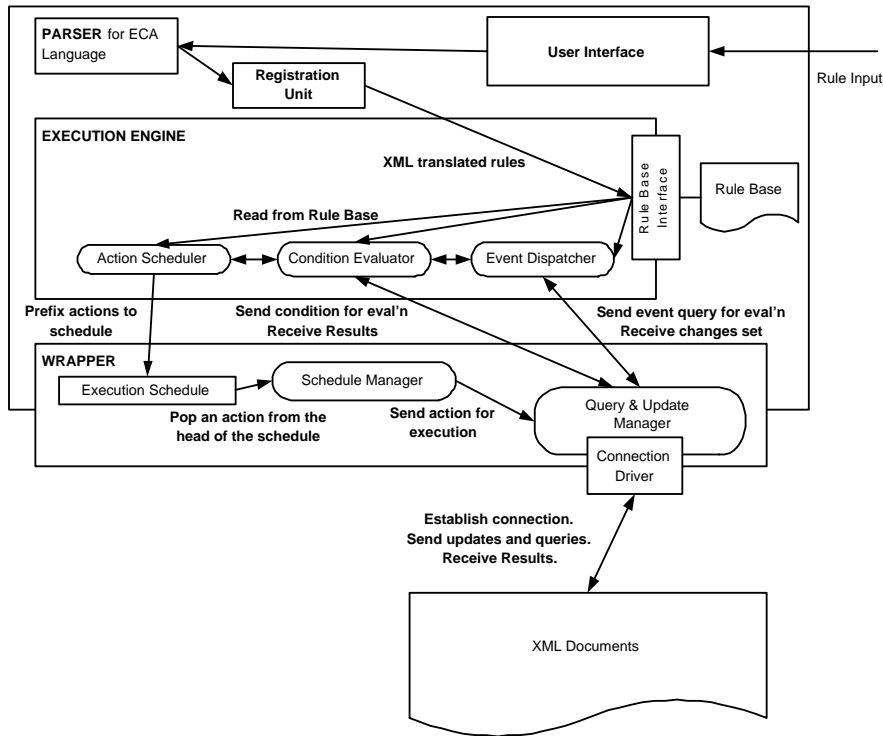 PARSER for ECA
Language
User Interface
Rule Input
Registration
Unit
EXECUTION ENGINE
XML translated rules
Rule Base
Interface
Rule Base
Read from Rule Base
Action Scheduler
Condition Evaluator
Event Dispatcher
Prefix actions to
schedule
Send condition for eval'n
Receive Results
Send event query for eval'n
Receive changes set
WRAPPER
Execution Schedule
Schedule Manager
Query & Update
Manager
Pop an action from the
head of the schedule
Send action for
execution
Connection
Driver
Establish connection.
Send updates and queries.
Receive Results.
XML Documents